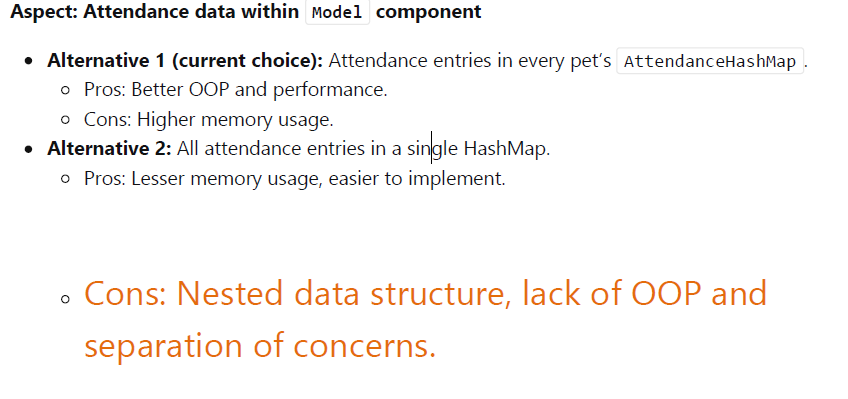 Aspect: Attendance data within Model component
Alternative 1 (current choice): Attendance entries in every pet’s AttendanceHashMap.
Pros: Better OOP and performance.
Cons: Higher memory usage.
Alternative 2: All attendance entries in a single HashMap.
Pros: Lesser memory usage, easier to implement.
Cons: Nested data structure, lack of OOP and
separation of concerns.